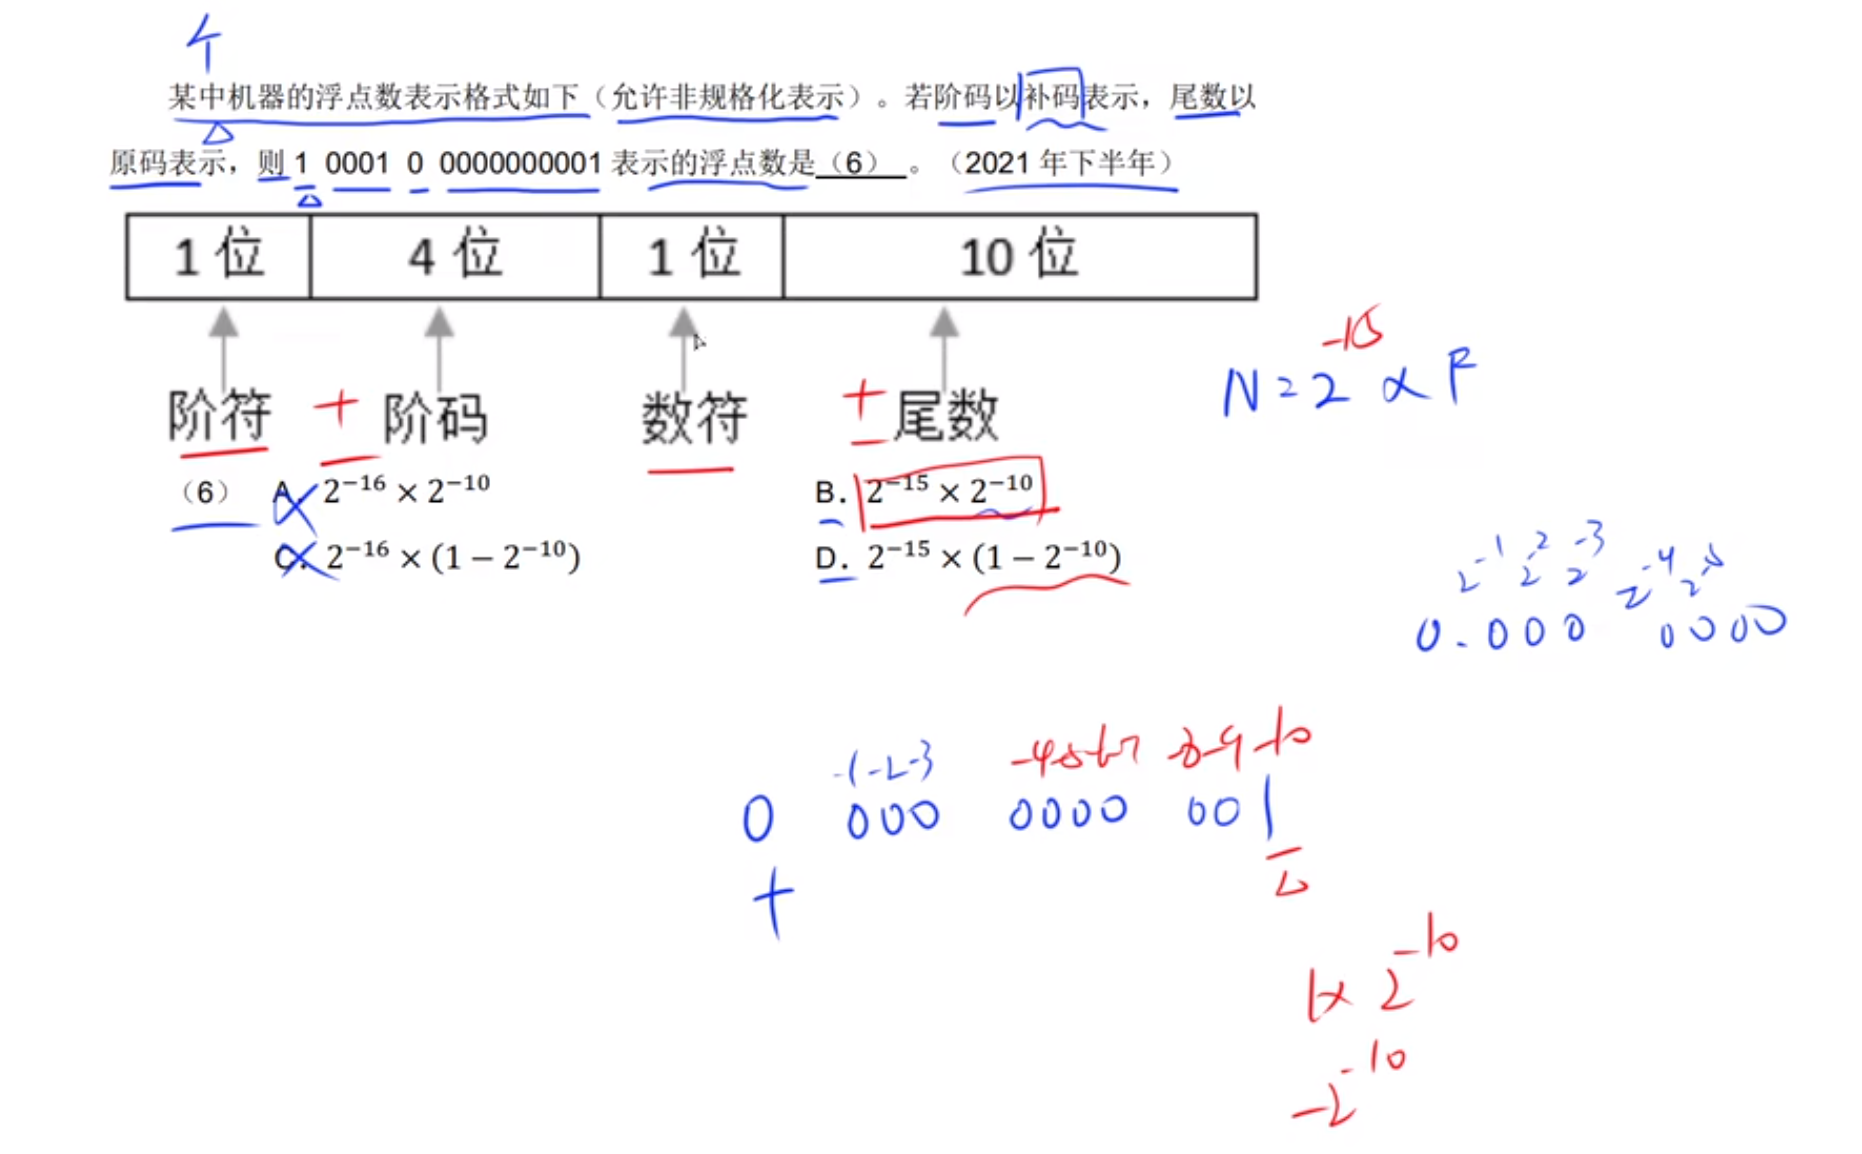 某中机器的浮点数表示格式如下（允许非规格化表示）。若阶码以补码表示，尾数以
原码表示，则 1 0001 0 0000000001 表示的浮点数是（6）。（2021 年下半年）
1 位 4 位 1 位 10 位
-15
N = 2 × F
阶符 + 阶码 数符 ± 尾数
（6） A. 2⁻¹⁶ × 2⁻¹⁰ B. 2⁻¹⁵ × 2⁻¹⁰
C. 2⁻¹⁶ × (1 − 2⁻¹⁰) D. 2⁻¹⁵ × (1 − 2⁻¹⁰)
2⁻¹ 2⁻² 2⁻³ 2⁻⁴ 2⁻⁵
0.000 0000
-1 -2 -3 -4 -5 -6 -7 -8 -9 -10
0 000 0000 001
+
1× 2⁻¹⁰
2⁻¹⁰